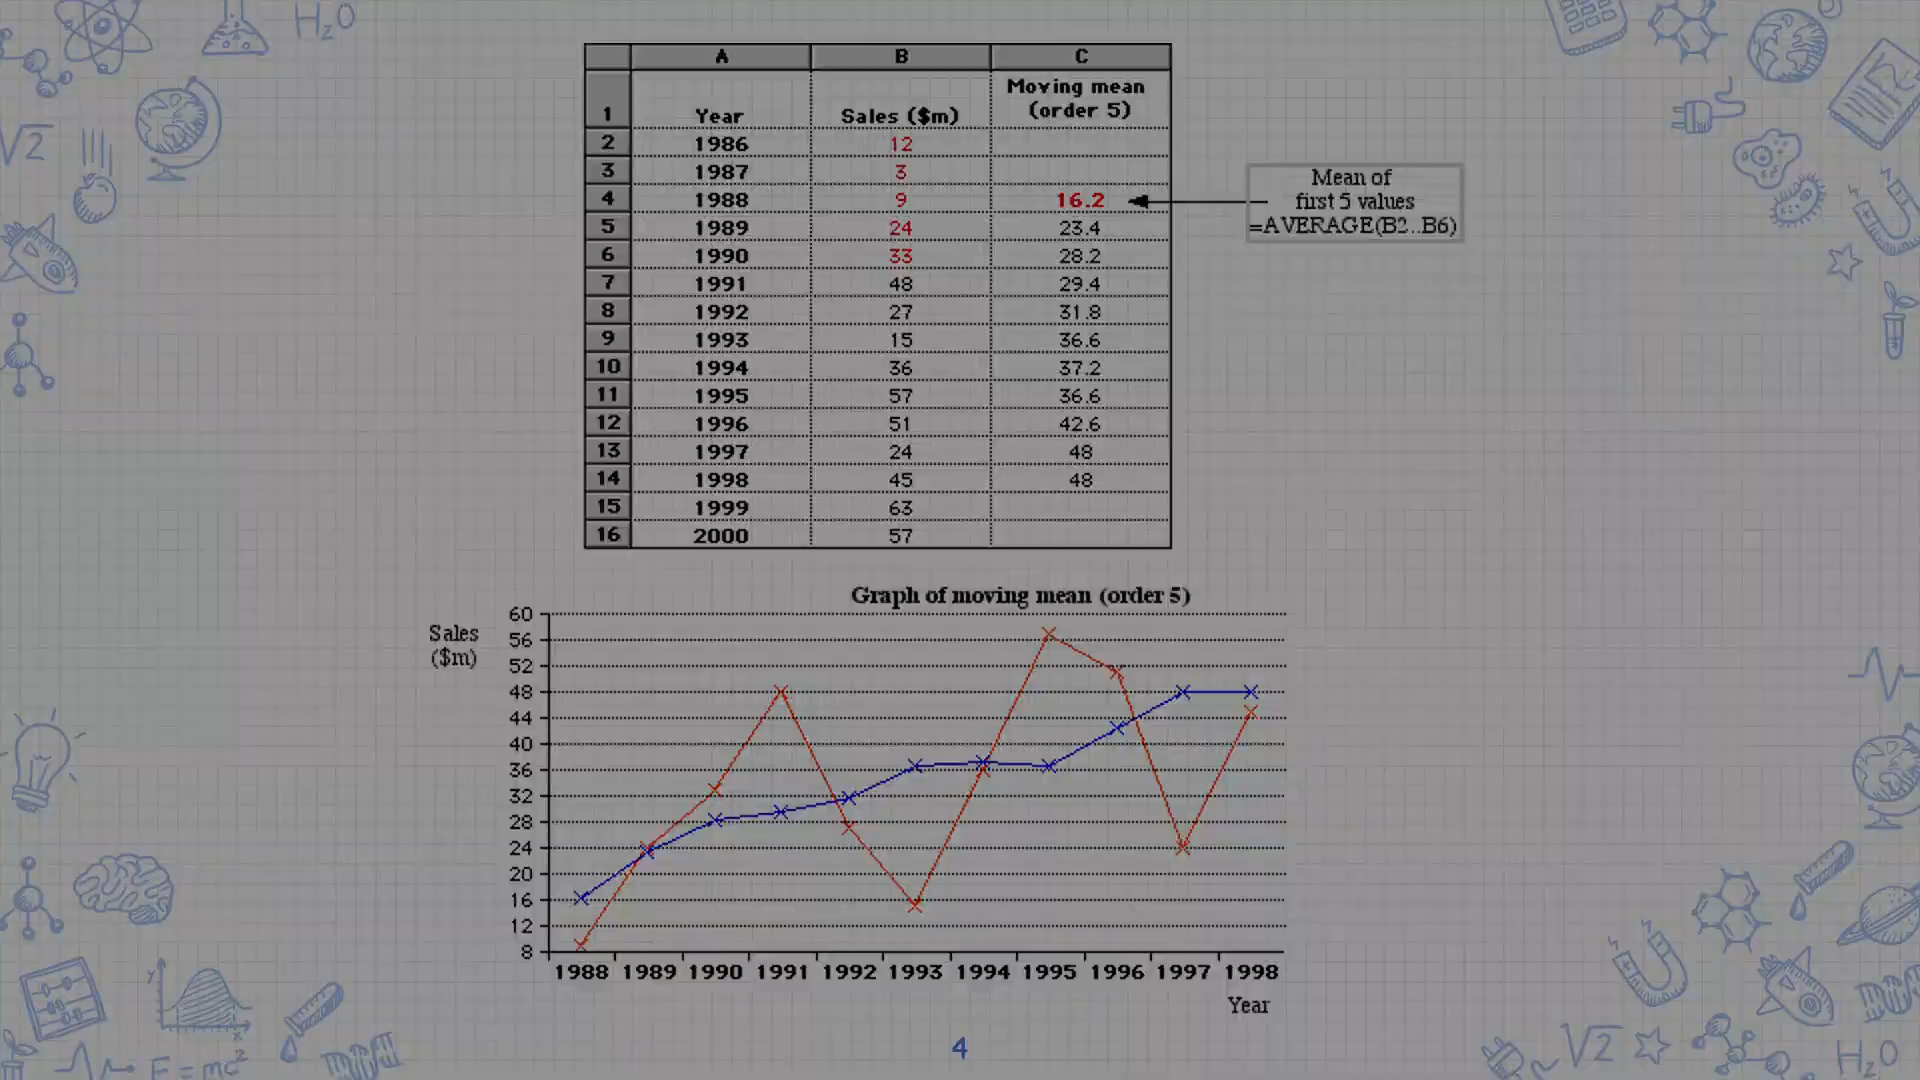 H₂O
A B C
1 Year Sales ($m) Moving mean (order 5)
2 1986 12
3 1987 3
4 1988 9 16.2
5 1989 24 23.4
6 1990 33 28.2
7 1991 48 29.4
8 1992 27 31.8
9 1993 15 36.6
10 1994 36 37.2
11 1995 57 36.6
12 1996 51 42.6
13 1997 24 48
14 1998 45 48
15 1999 63
16 2000 57
Mean of
first 5 values
=AVERAGE(B2..B6)
√2
Graph of moving mean (order 5)
Sales
($m)
60
56
52
48
44
40
36
32
28
24
20
16
12
8
1988 1989 1990 1991 1992 1993 1994 1995 1996 1997 1998
Year
4
y
x
E=mc²
√2
H₂O